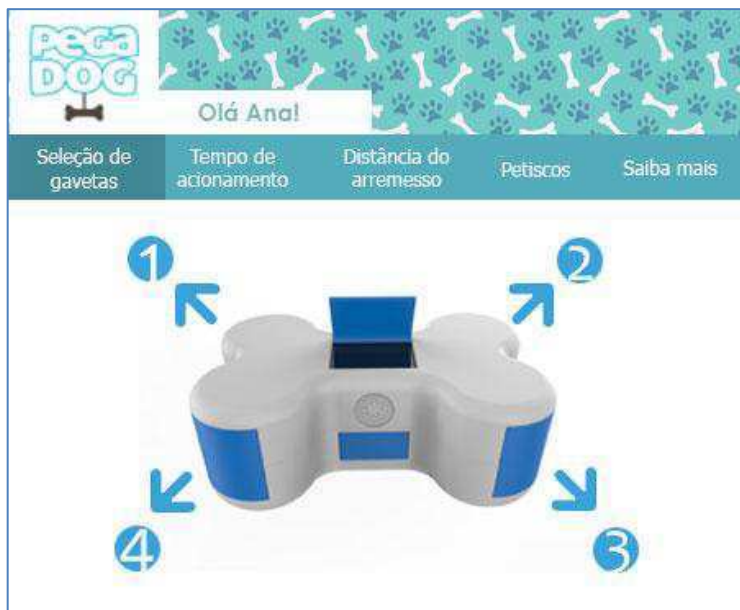 PEGA
DOG
Olá Ana!
Seleção de
gavetas
Tempo de
acionamento
Distância do
arremesso
Petiscos
Saiba mais
1
2
4
3